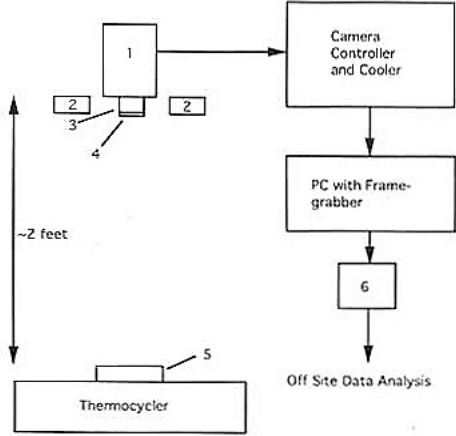 1
Camera
Controller
and Cooler
2
2
3
4
PC with Frame-
grabber
~2 feet
6
5
Off Site Data Analysis
Thermocycler